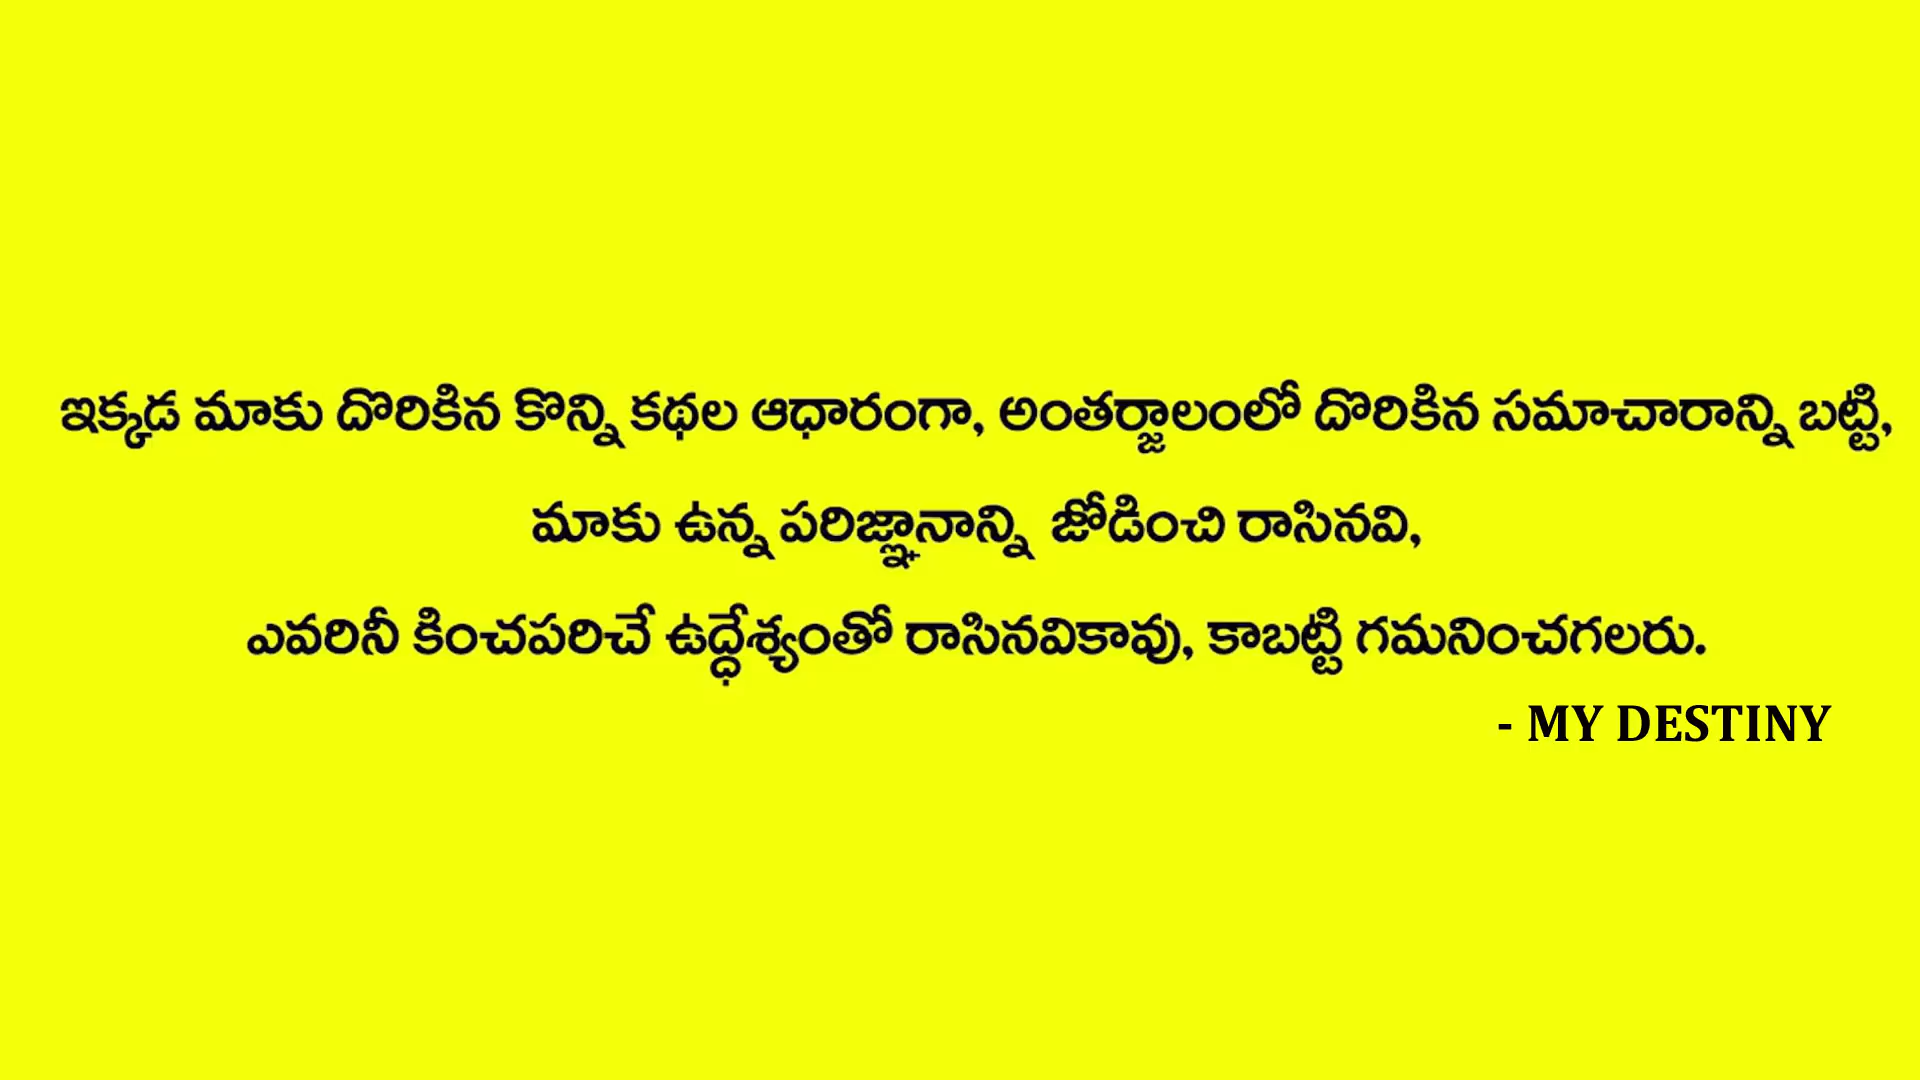 ఇక్కడ మాకు దొరికిన కొన్ని కథల ఆధారంగా, అంతర్జాలంలో దొరికిన సమాచారాన్ని బట్టి,
మాకు ఉన్న పరిజ్ఞానాన్ని జోడించి రాసినవి,
ఎవరినీ కించపరిచే ఉద్ధేశ్యంతో రాసినవికావు, కాబట్టి గమనించగలరు.
- MY DESTINY